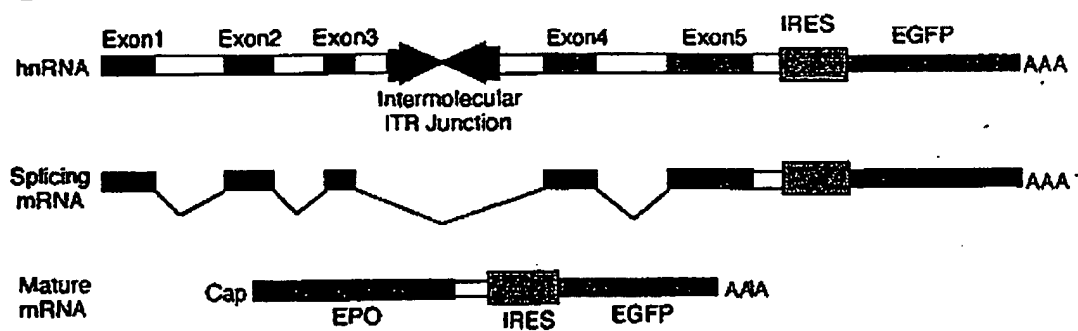 Exon1 Exon2 Exon3 Exon4 Exon5 IRES EGFP
hnRNA AAA
Intermolecular
ITR Junction
Splicing
mRNA AAA
Mature
mRNA Cap AAA
EPO IRES EGFP